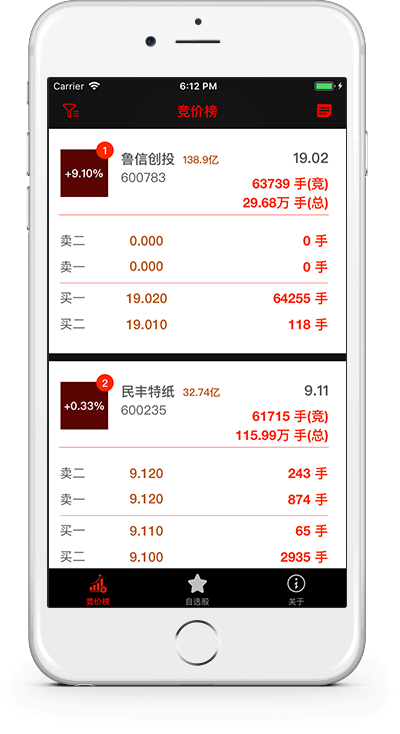 Carrier 6:12 PM
竞价榜
1
+9.10%
鲁信创投 138.9亿 19.02
600783
63739 手(竞)
29.68万 手(总)
卖二 0.000 0 手
卖一 0.000 0 手
买一 19.020 64255 手
买二 19.010 118 手
2
+0.33%
民丰特纸 32.74亿 9.11
600235
61715 手(竞)
115.99万 手(总)
卖二 9.120 243 手
卖一 9.120 874 手
买一 9.110 65 手
买二 9.100 2935 手
竞价榜 自选股 关于